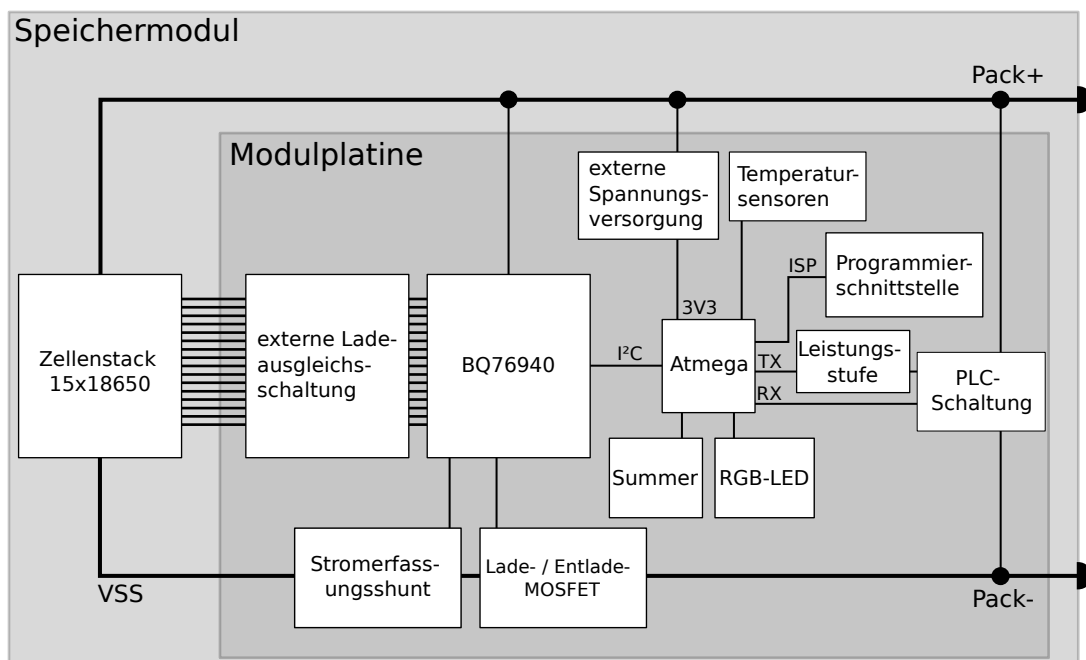 Speichermodul
Pack+
Modulplatine
externe
Spannungs-
versorgung
Temperatur-
sensoren
ISP
Programmier-
schnittstelle
3V3
Zellenstack
15x18650
externe Lade-
ausgleichs-
schaltung
BQ76940
I²C
Atmega
TX
RX
Leistungs-
stufe
PLC-
Schaltung
Summer
RGB-LED
Stromerfass-
ungsshunt
Lade- / Entlade-
MOSFET
VSS
Pack-